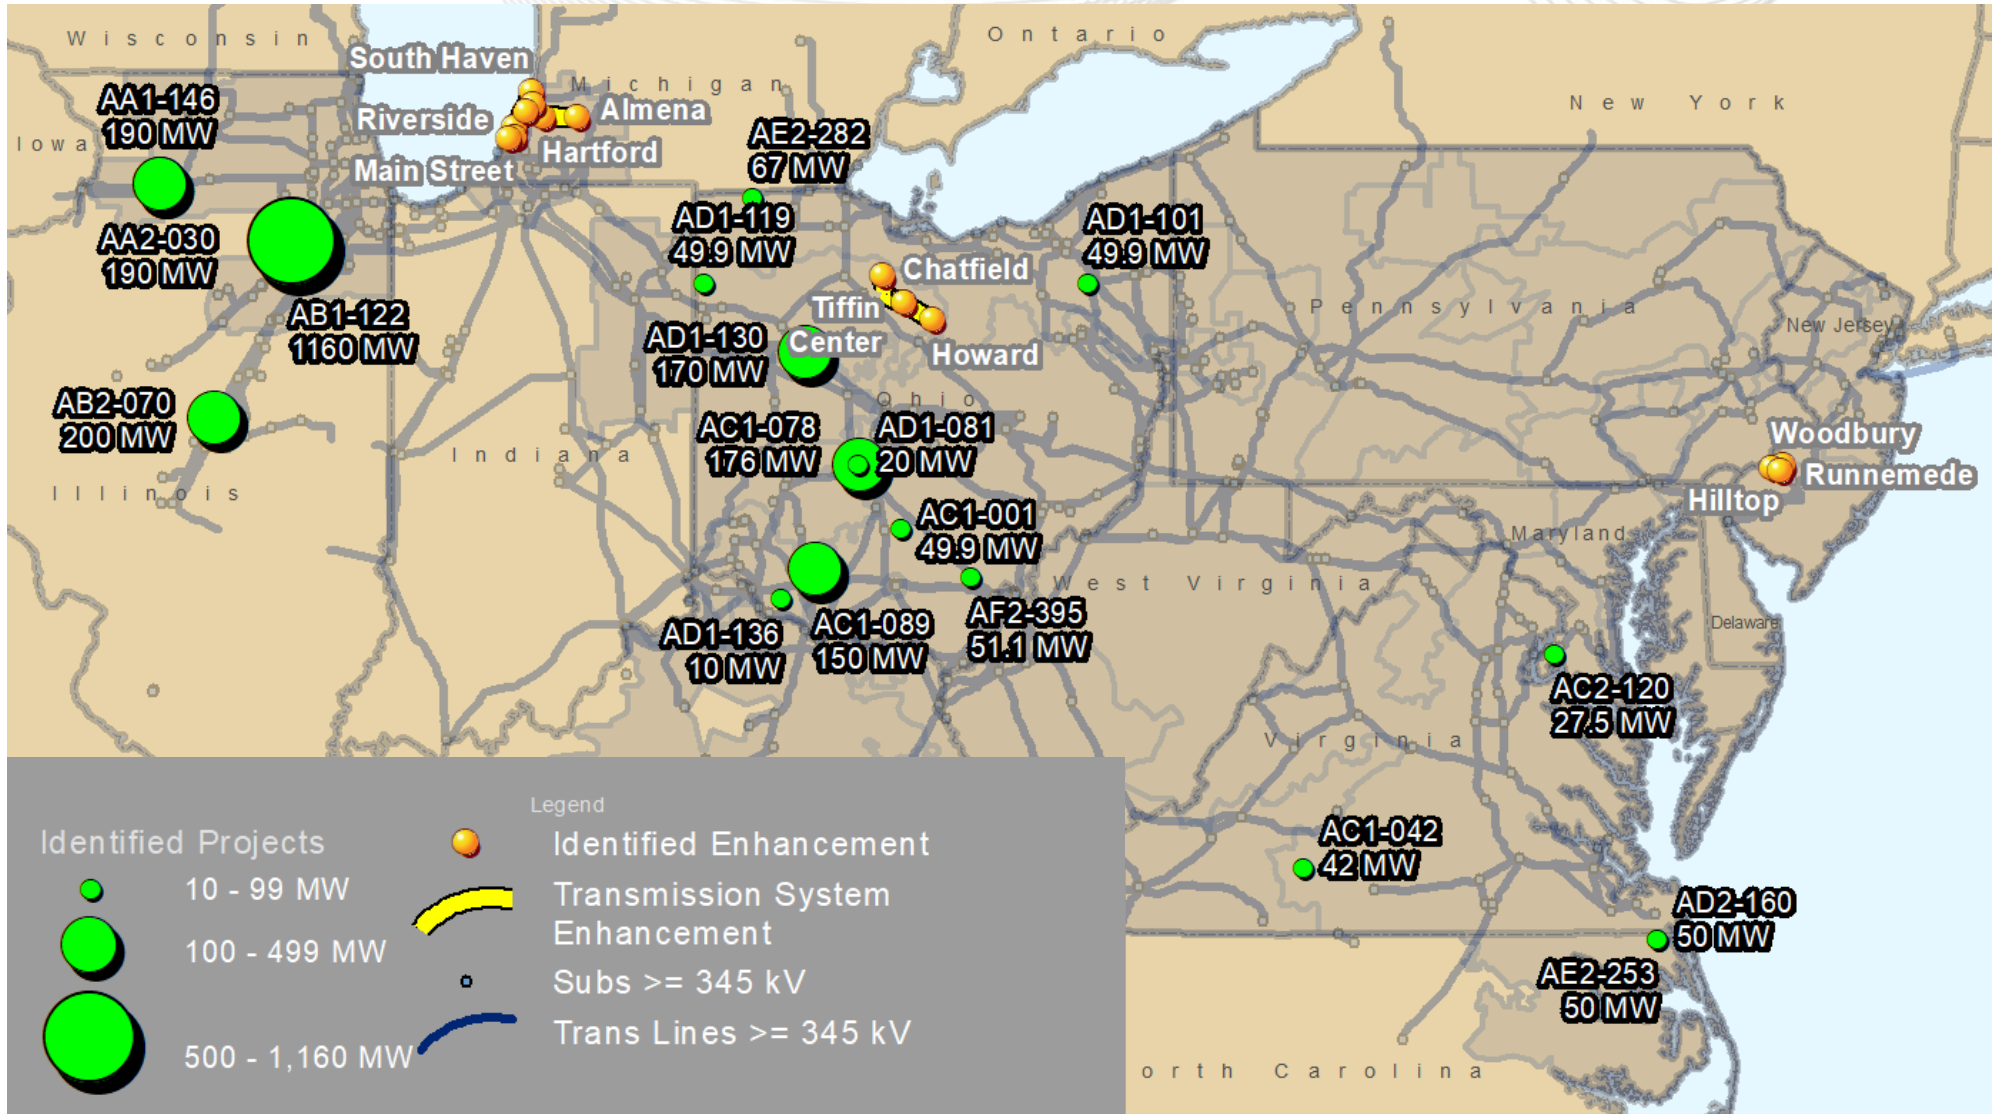 Wisconsin
Ontario
South Haven
Michigan
AA1-146
190 MW
Iowa
Riverside
Almena
New York
Main Street
Hartford
AE2-282
67 MW
AA2-030
190 MW
AD1-119
49.9 MW
AD1-101
49.9 MW
Chatfield
AB1-122
1160 MW
Tiffin
Center
Howard
Pennsylvania
New Jersey
AD1-130
170 MW
AB2-070
200 MW
Ohio
AC1-078
176 MW
AD1-081
20 MW
Indiana
Illinois
Woodbury
Runnemede
Hilltop
AC1-001
49.9 MW
Maryland
West Virginia
AD1-136
10 MW
AC1-089
150 MW
AF2-395
51.1 MW
Delaware
AC2-120
27.5 MW
Virginia
AC1-042
42 MW
AD2-160
50 MW
AE2-253
50 MW
orth Carolina
Legend
Identified Projects
10 - 99 MW
100 - 499 MW
500 - 1,160 MW
Identified Enhancement
Transmission System
Enhancement
Subs >= 345 kV
Trans Lines >= 345 kV